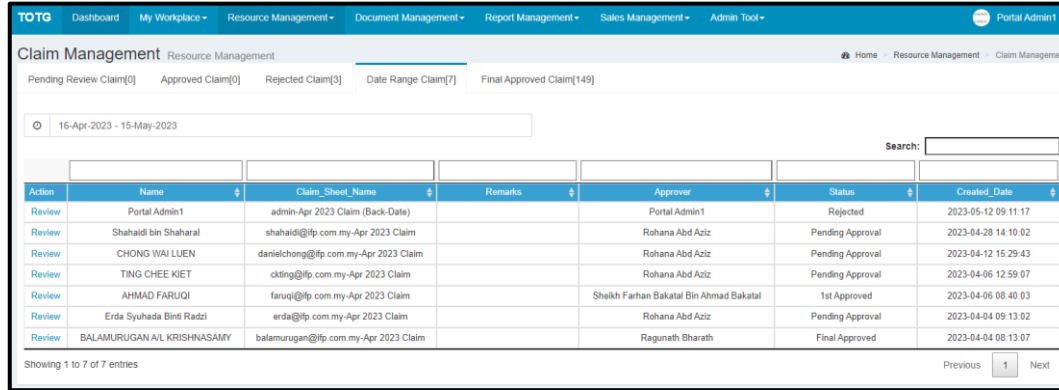 TOTG Dashboard My Workplace Resource Management Document Management Report Management Sales Management Admin Tool Portal Admin1
Claim Management Resource Management Home > Resource Management > Claim Manageme
Pending Review Claim[0] Approved Claim[0] Rejected Claim[3] Date Range Claim[7] Final Approved Claim[149]
16-Apr-2023 - 15-May-2023
Search:
Action Name Claim_Sheet_Name Remarks Approver Status Created_Date
Review Portal Admin1 admin-Apr 2023 Claim (Back-Date) Portal Admin1 Rejected 2023-05-12 09:11:17
Review Shahaidi bin Shaharal shahaidi@ifp.com.my-Apr 2023 Claim Rohana Abd Aziz Pending Approval 2023-04-28 14:10:02
Review CHONG WAI LUEN danielchong@ifp.com.my-Apr 2023 Claim Rohana Abd Aziz Pending Approval 2023-04-12 15:29:43
Review TING CHEE KIET ckting@ifp.com.my-Apr 2023 Claim Rohana Abd Aziz Pending Approval 2023-04-06 12:59:07
Review AHMAD FARUQI faruqi@ifp.com.my-Apr 2023 Claim Sheikh Farhan Bakatal Bin Ahmad Bakatal 1st Approved 2023-04-06 08:40:03
Review Erda Syuhada Binti Radzi erda@ifp.com.my-Apr 2023 Claim Rohana Abd Aziz Pending Approval 2023-04-04 09:13:02
Review BALAMURUGAN A/L KRISHNASAMY balamurugan@ifp.com.my-Apr 2023 Claim Ragunath Bharath Final Approved 2023-04-04 08:13:07
Showing 1 to 7 of 7 entries Previous 1 Next